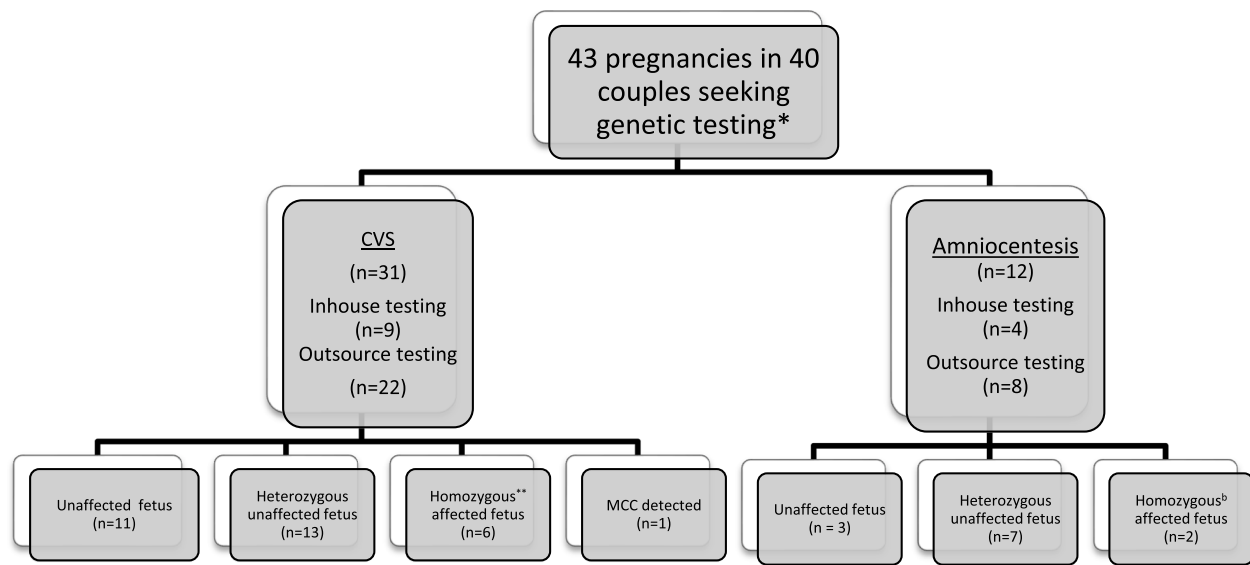 43 pregnancies in 40
couples seeking
genetic testing*
CVS
(n=31)
Inhouse testing
(n=9)
Outsource testing
(n=22)
Amniocentesis
(n=12)
Inhouse testing
(n=4)
Outsource testing
(n=8)
Unaffected fetus
(n=11)
Heterozygous
unaffected fetus
(n=13)
Homozygous**
affected fetus
(n=6)
MCC detected
(n=1)
Unaffected fetus
(n = 3)
Heterozygous
unaffected fetus
(n=7)
Homozygousᵇ
affected fetus
(n=2)